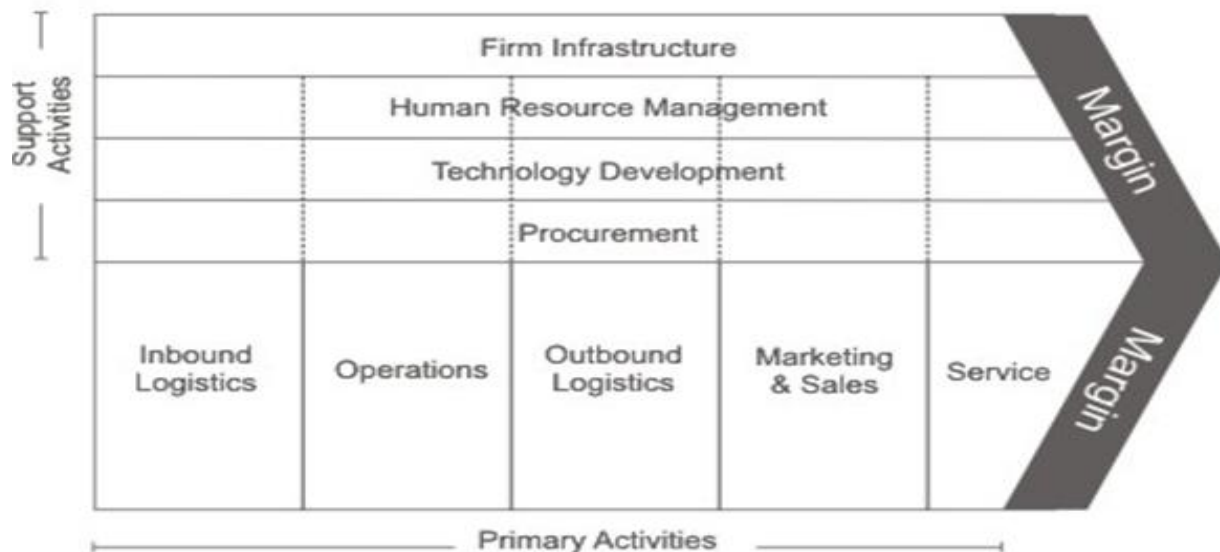 Support
Activities
Firm Infrastructure
Human Resource Management
Technology Development
Procurement
Margin
Inbound
Logistics
Operations
Outbound
Logistics
Marketing
& Sales
Service
Margin
Primary Activities